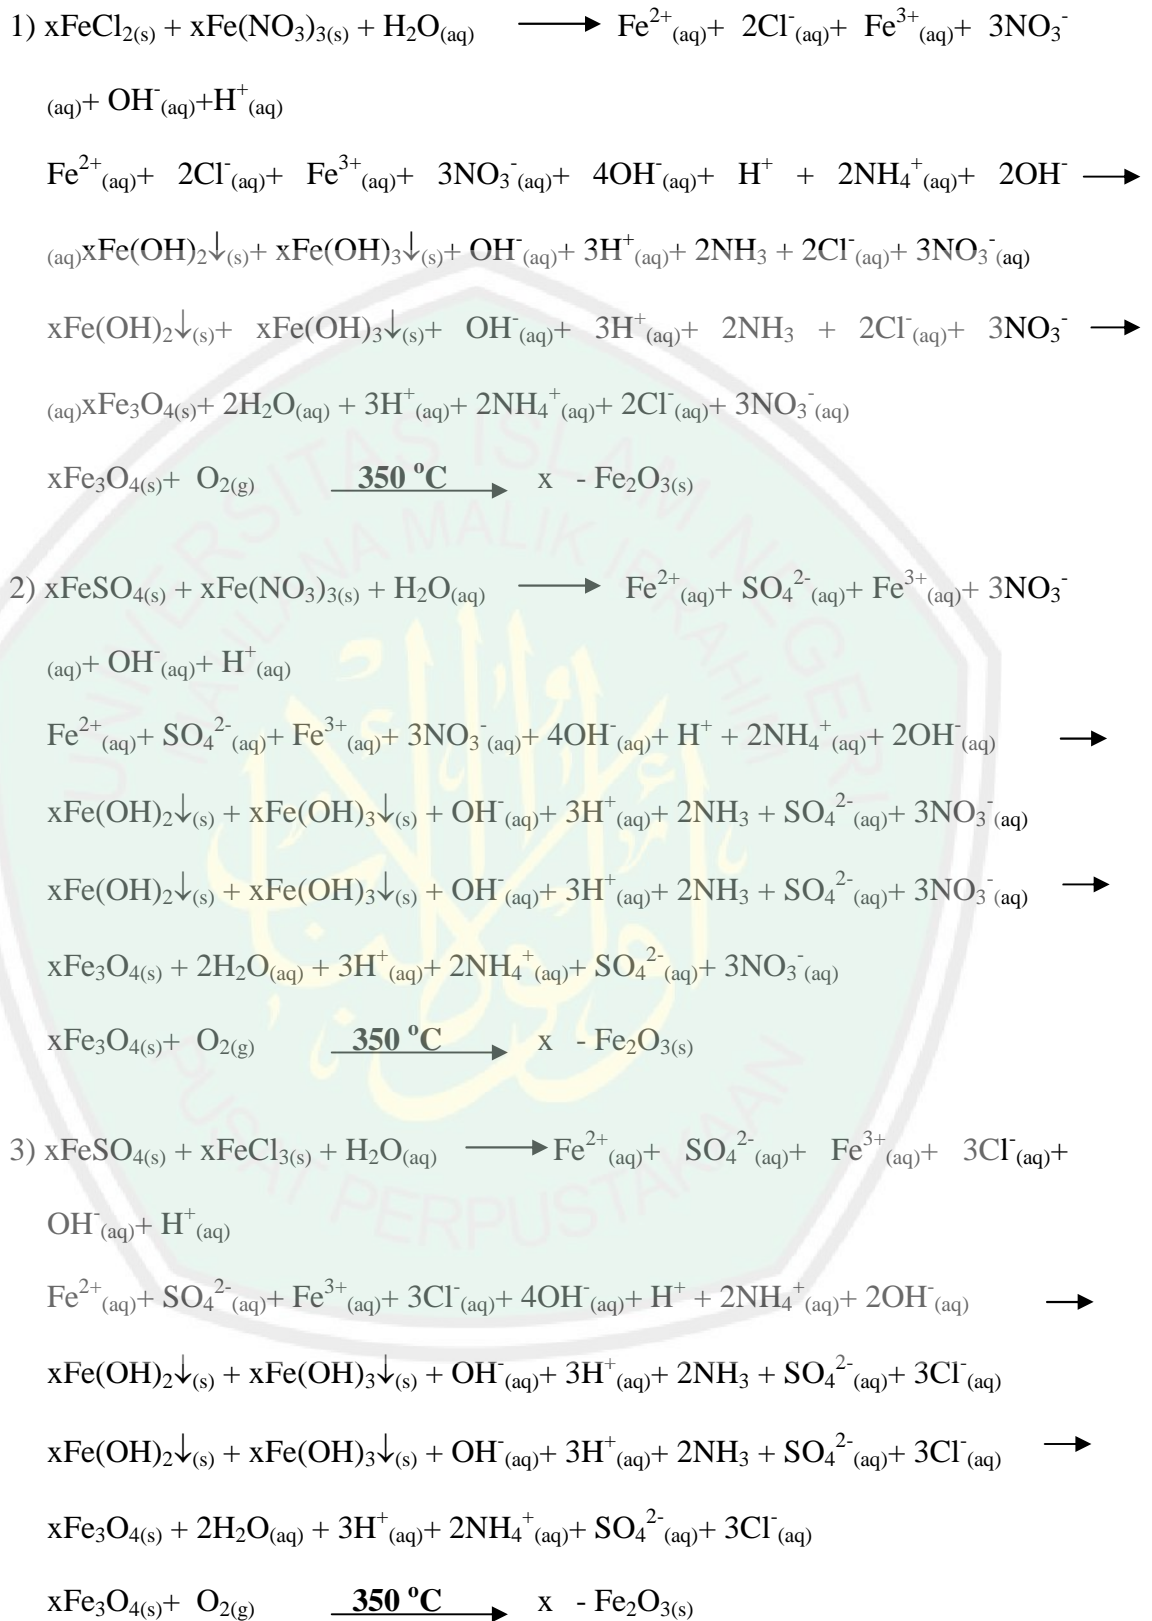 1) xFeCl₂₍ₛ₎ + xFe(NO₃)₃₍ₛ₎ + H₂O₍aq₎ ⟶ Fe²⁺₍aq₎+ 2Cl⁻₍aq₎+ Fe³⁺₍aq₎+ 3NO₃⁻
₍aq₎+ OH⁻₍aq₎+H⁺₍aq₎
Fe²⁺₍aq₎+ 2Cl⁻₍aq₎+ Fe³⁺₍aq₎+ 3NO₃⁻₍aq₎+ 4OH⁻₍aq₎+ H⁺ + 2NH₄⁺₍aq₎+ 2OH⁻ ⟶
₍aq₎xFe(OH)₂↓₍ₛ₎+ xFe(OH)₃↓₍ₛ₎+ OH⁻₍aq₎+ 3H⁺₍aq₎+ 2NH₃ + 2Cl⁻₍aq₎+ 3NO₃⁻₍aq₎
xFe(OH)₂↓₍ₛ₎+ xFe(OH)₃↓₍ₛ₎+ OH⁻₍aq₎+ 3H⁺₍aq₎+ 2NH₃ + 2Cl⁻₍aq₎+ 3NO₃⁻ ⟶
₍aq₎xFe₃O₄₍ₛ₎+ 2H₂O₍aq₎ + 3H⁺₍aq₎+ 2NH₄⁺₍aq₎+ 2Cl⁻₍aq₎+ 3NO₃⁻₍aq₎
xFe₃O₄₍ₛ₎+ O₂₍g₎ 350 °C ⟶ x - Fe₂O₃₍ₛ₎
2) xFeSO₄₍ₛ₎ + xFe(NO₃)₃₍ₛ₎ + H₂O₍aq₎ ⟶ Fe²⁺₍aq₎+ SO₄²⁻₍aq₎+ Fe³⁺₍aq₎+ 3NO₃⁻
₍aq₎+ OH⁻₍aq₎+ H⁺₍aq₎
Fe²⁺₍aq₎+ SO₄²⁻₍aq₎+ Fe³⁺₍aq₎+ 3NO₃⁻₍aq₎+ 4OH⁻₍aq₎+ H⁺ + 2NH₄⁺₍aq₎+ 2OH⁻₍aq₎ ⟶
xFe(OH)₂↓₍ₛ₎ + xFe(OH)₃↓₍ₛ₎ + OH⁻₍aq₎+ 3H⁺₍aq₎+ 2NH₃ + SO₄²⁻₍aq₎+ 3NO₃⁻₍aq₎
xFe(OH)₂↓₍ₛ₎ + xFe(OH)₃↓₍ₛ₎ + OH⁻₍aq₎+ 3H⁺₍aq₎+ 2NH₃ + SO₄²⁻₍aq₎+ 3NO₃⁻₍aq₎ ⟶
xFe₃O₄₍ₛ₎ + 2H₂O₍aq₎ + 3H⁺₍aq₎+ 2NH₄⁺₍aq₎+ SO₄²⁻₍aq₎+ 3NO₃⁻₍aq₎
xFe₃O₄₍ₛ₎+ O₂₍g₎ 350 °C ⟶ x - Fe₂O₃₍ₛ₎
3) xFeSO₄₍ₛ₎ + xFeCl₃₍ₛ₎ + H₂O₍aq₎ ⟶ Fe²⁺₍aq₎+ SO₄²⁻₍aq₎+ Fe³⁺₍aq₎+ 3Cl⁻₍aq₎+
OH⁻₍aq₎+ H⁺₍aq₎
Fe²⁺₍aq₎+ SO₄²⁻₍aq₎+ Fe³⁺₍aq₎+ 3Cl⁻₍aq₎+ 4OH⁻₍aq₎+ H⁺ + 2NH₄⁺₍aq₎+ 2OH⁻₍aq₎ ⟶
xFe(OH)₂↓₍ₛ₎ + xFe(OH)₃↓₍ₛ₎ + OH⁻₍aq₎+ 3H⁺₍aq₎+ 2NH₃ + SO₄²⁻₍aq₎+ 3Cl⁻₍aq₎
xFe(OH)₂↓₍ₛ₎ + xFe(OH)₃↓₍ₛ₎ + OH⁻₍aq₎+ 3H⁺₍aq₎+ 2NH₃ + SO₄²⁻₍aq₎+ 3Cl⁻₍aq₎ ⟶
xFe₃O₄₍ₛ₎ + 2H₂O₍aq₎ + 3H⁺₍aq₎+ 2NH₄⁺₍aq₎+ SO₄²⁻₍aq₎+ 3Cl⁻₍aq₎
xFe₃O₄₍ₛ₎+ O₂₍g₎ 350 °C ⟶ x - Fe₂O₃₍ₛ₎
UNIVERSITAS ISLAM NEGERI
MAULANA MALIK IBRAHIM
PUSAT PERPUSTAKAAN